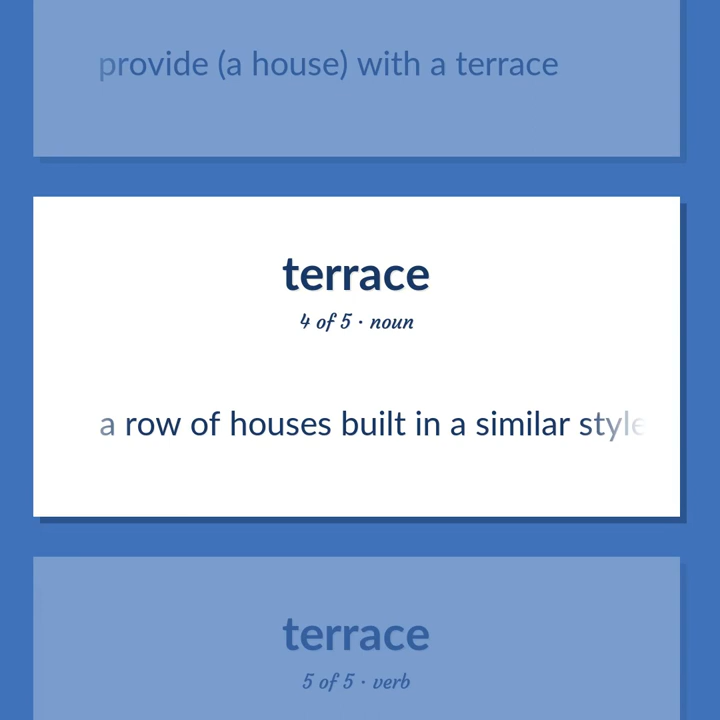 provide (a house) with a terrace
terrace
4 of 5 · noun
a row of houses built in a similar style
terrace
5 of 5 · verb